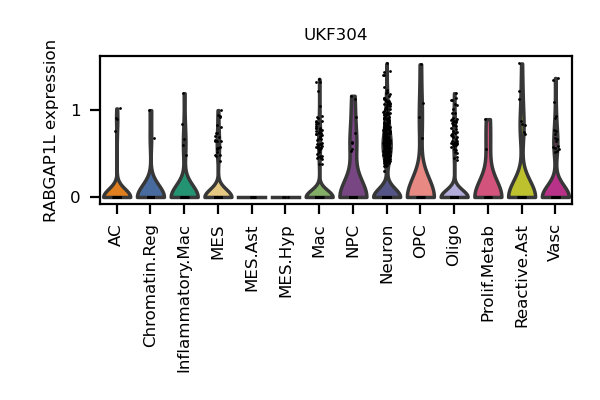 UKF304
RABGAP1L expression
1
0
AC
Chromatin.Reg
Inflammatory.Mac
MES
MES.Ast
MES.Hyp
Mac
NPC
Neuron
OPC
Oligo
Prolif.Metab
Reactive.Ast
Vasc